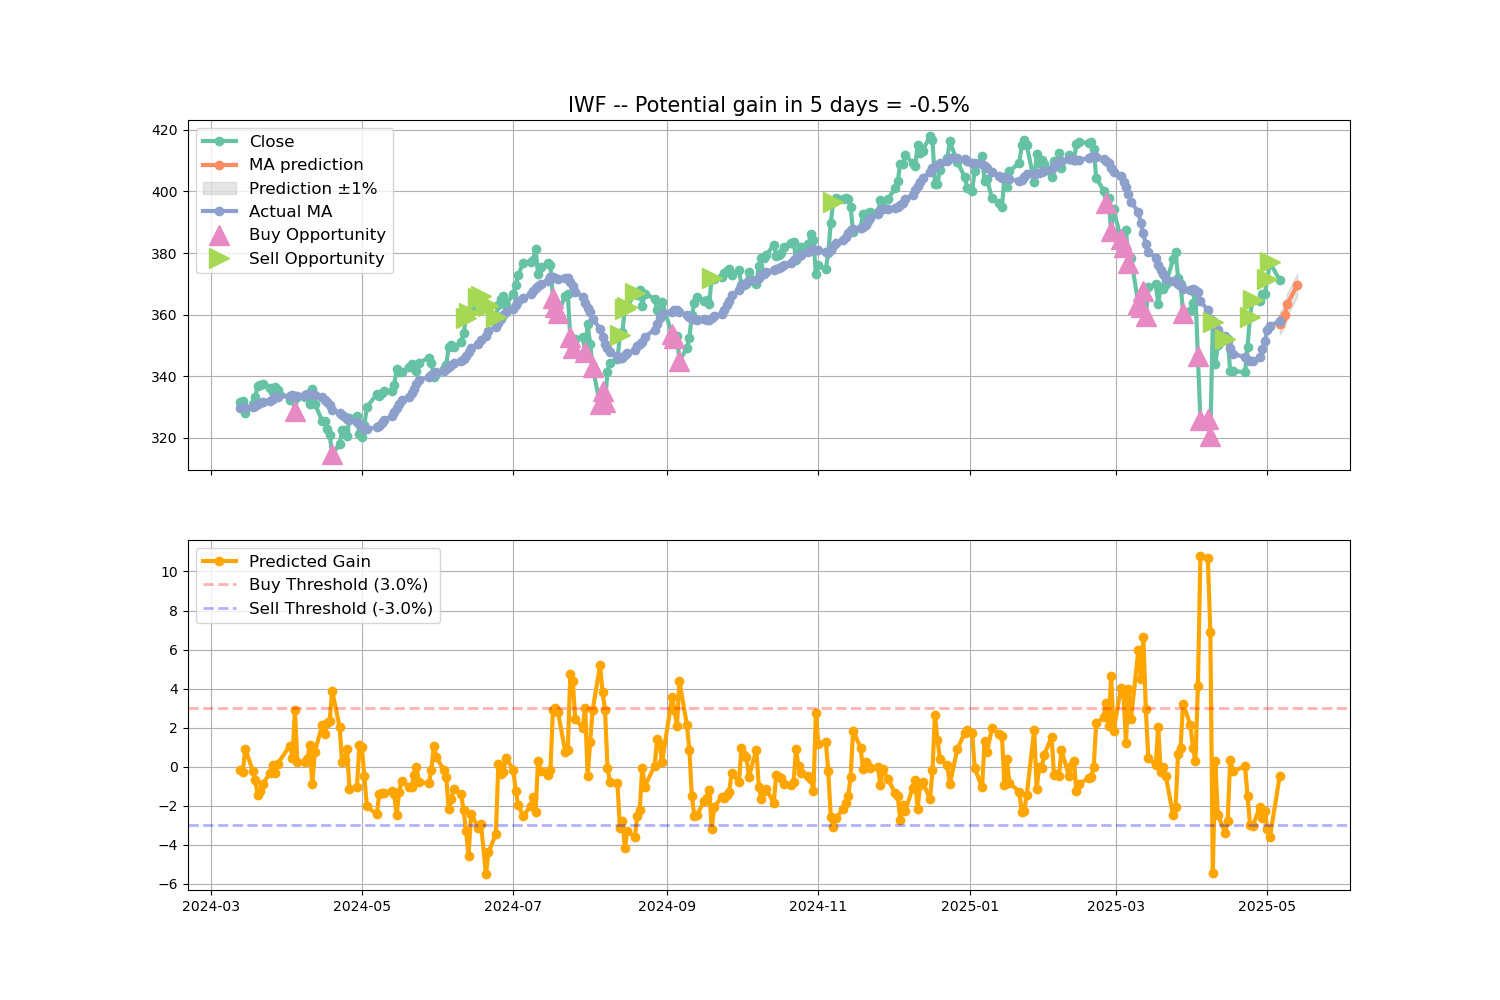 IWF -- Potential gain in 5 days = -0.5%
420
400
380
360
340
320
Close
MA prediction
Prediction ±1%
Actual MA
Buy Opportunity
Sell Opportunity
10
8
6
4
2
0
−2
−4
−6
Predicted Gain
Buy Threshold (3.0%)
Sell Threshold (-3.0%)
2024-03
2024-05
2024-07
2024-09
2024-11
2025-01
2025-03
2025-05